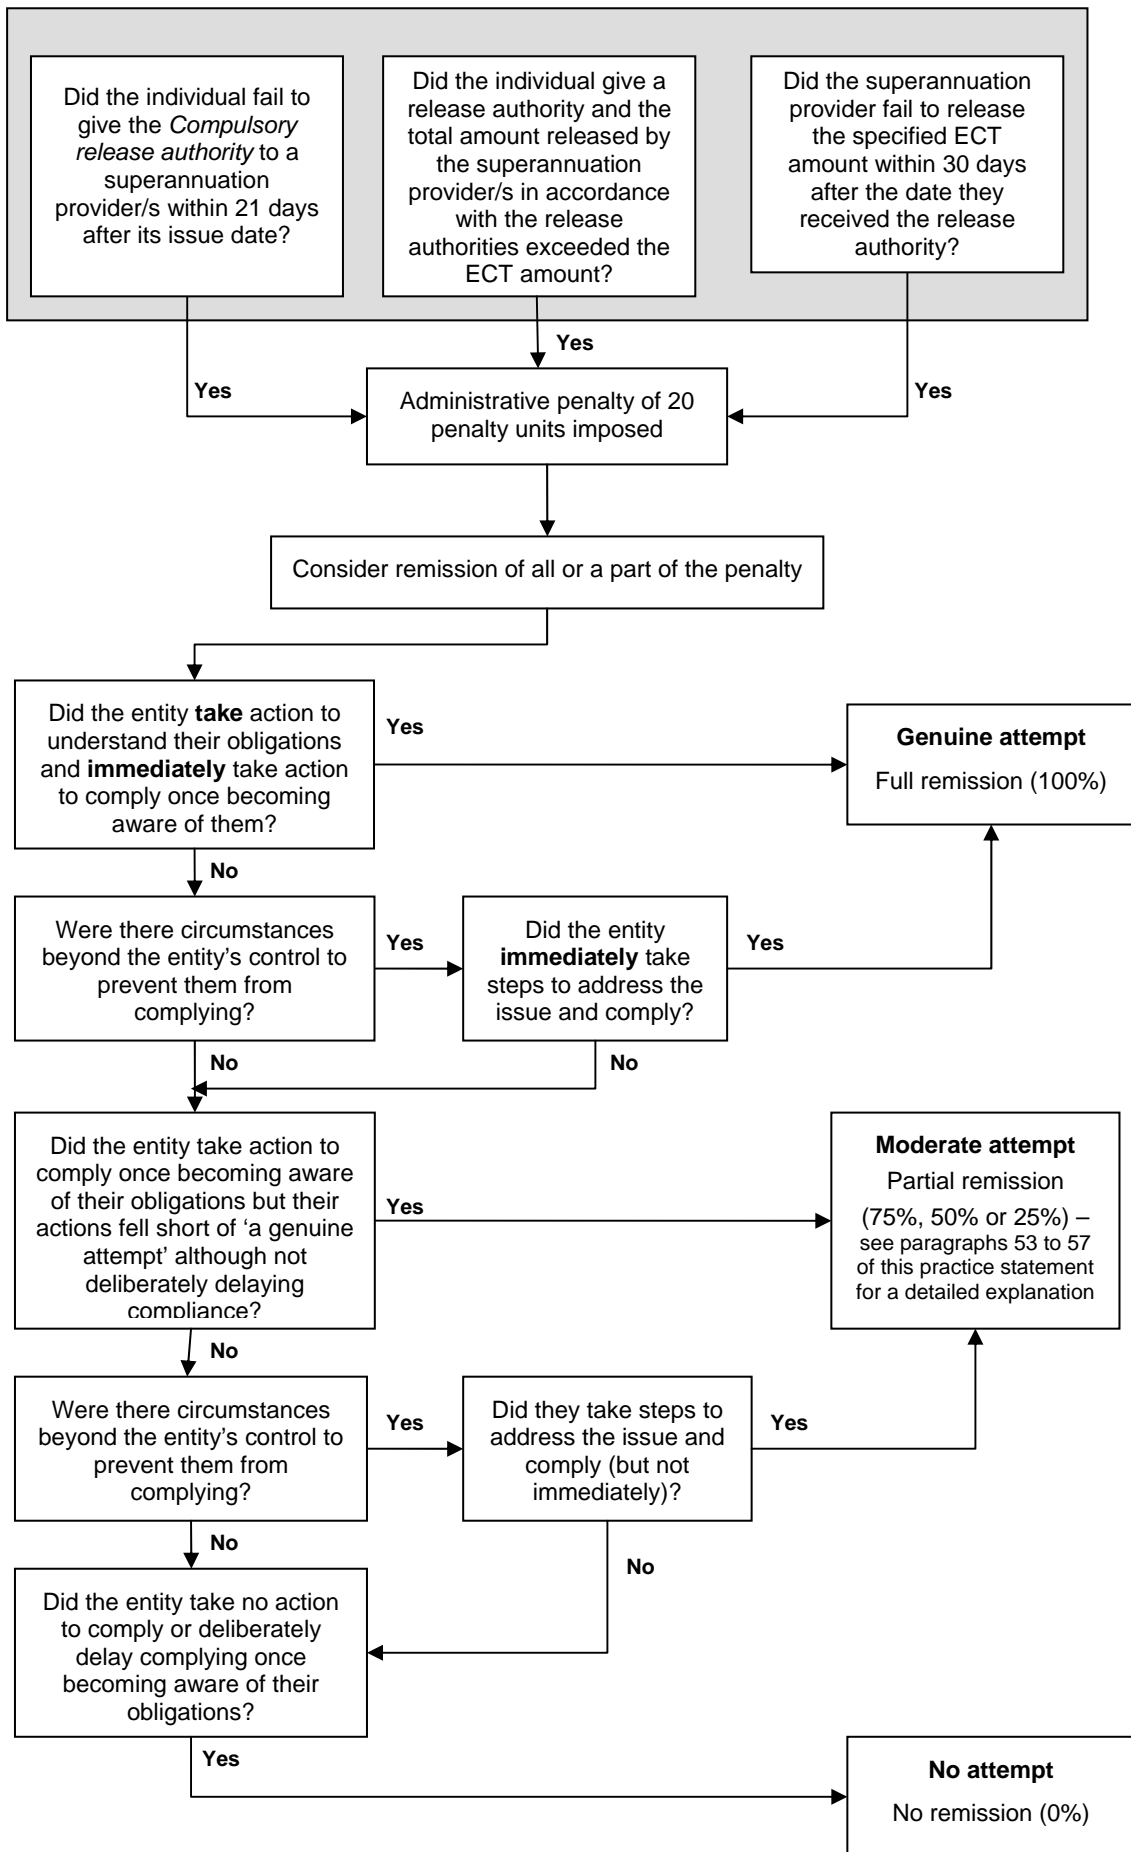 Did the individual fail to
give the Compulsory
release authority to a
superannuation
provider/s within 21 days
after its issue date?
Did the individual give a
release authority and the
total amount released by
the superannuation
provider/s in accordance
with the release
authorities exceeded the
ECT amount?
Did the superannuation
provider fail to release
the specified ECT
amount within 30 days
after the date they
received the release
authority?
Yes
Yes
Yes
Administrative penalty of 20
penalty units imposed
Consider remission of all or a part of the penalty
Did the entity take action to
understand their obligations
and immediately take action
to comply once becoming
aware of them?
Yes
Genuine attempt
Full remission (100%)
No
Were there circumstances
beyond the entity's control to
prevent them from
complying?
Yes
Did the entity
immediately take
steps to address the
issue and comply?
Yes
No
No
Did the entity take action to
comply once becoming aware
of their obligations but their
actions fell short of 'a genuine
attempt' although not
deliberately delaying
compliance?
Yes
Moderate attempt
Partial remission
(75%, 50% or 25%) –
see paragraphs 53 to 57
of this practice statement
for a detailed explanation
No
Were there circumstances
beyond the entity's control to
prevent them from
complying?
Yes
Did they take steps to
address the issue and
comply (but not
immediately)?
Yes
No
No
Did the entity take no action
to comply or deliberately
delay complying once
becoming aware of their
obligations?
Yes
No attempt
No remission (0%)